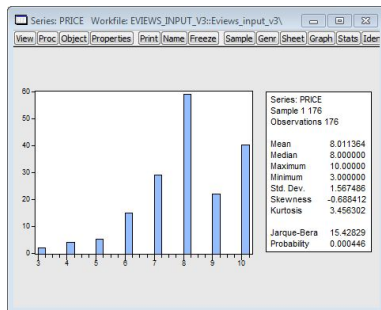 Series: PRICE Workfile: EVIEWS_INPUT_V3::Eviews_input_v3\
View Proc Object Properties Print Name Freeze Sample Genr Sheet Graph Stats Iden
60
50
40
30
20
10
0
3 4 5 6 7 8 9 10
Series: PRICE
Sample 1 176
Observations 176
Mean 8.011364
Median 8.000000
Maximum 10.00000
Minimum 3.000000
Std. Dev. 1.567486
Skewness -0.688412
Kurtosis 3.456302
Jarque-Bera 15.42829
Probability 0.000446